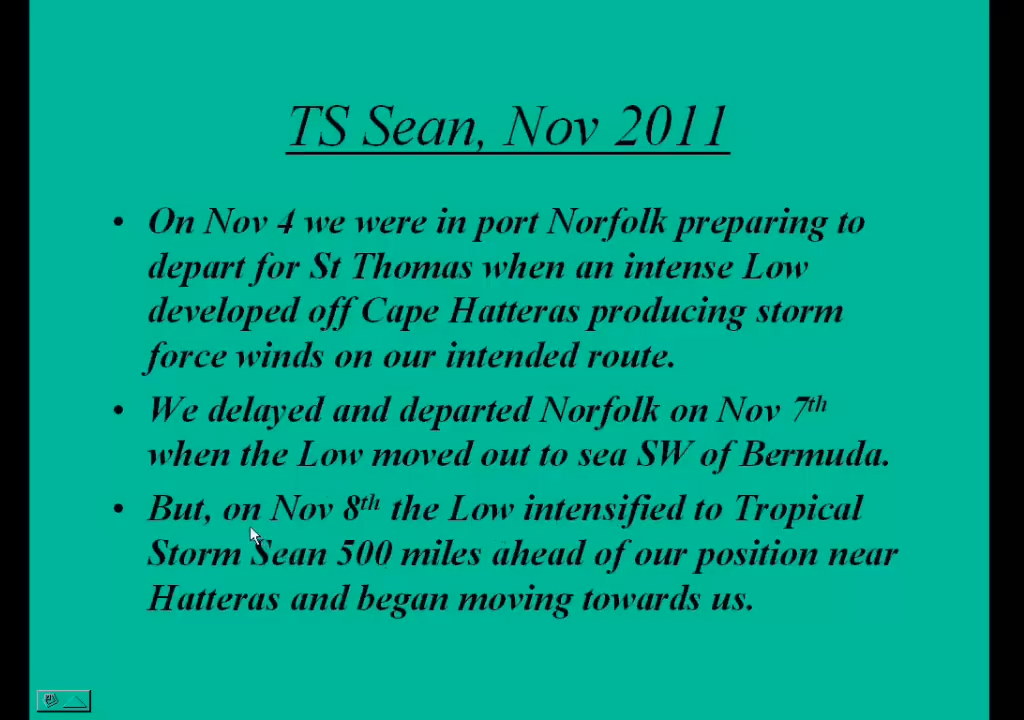 TS Sean, Nov 2011
• On Nov 4 we were in port Norfolk preparing to
depart for St Thomas when an intense Low
developed off Cape Hatteras producing storm
force winds on our intended route.
• We delayed and departed Norfolk on Nov 7th
when the Low moved out to sea SW of Bermuda.
• But, on Nov 8th the Low intensified to Tropical
Storm Sean 500 miles ahead of our position near
Hatteras and began moving towards us.